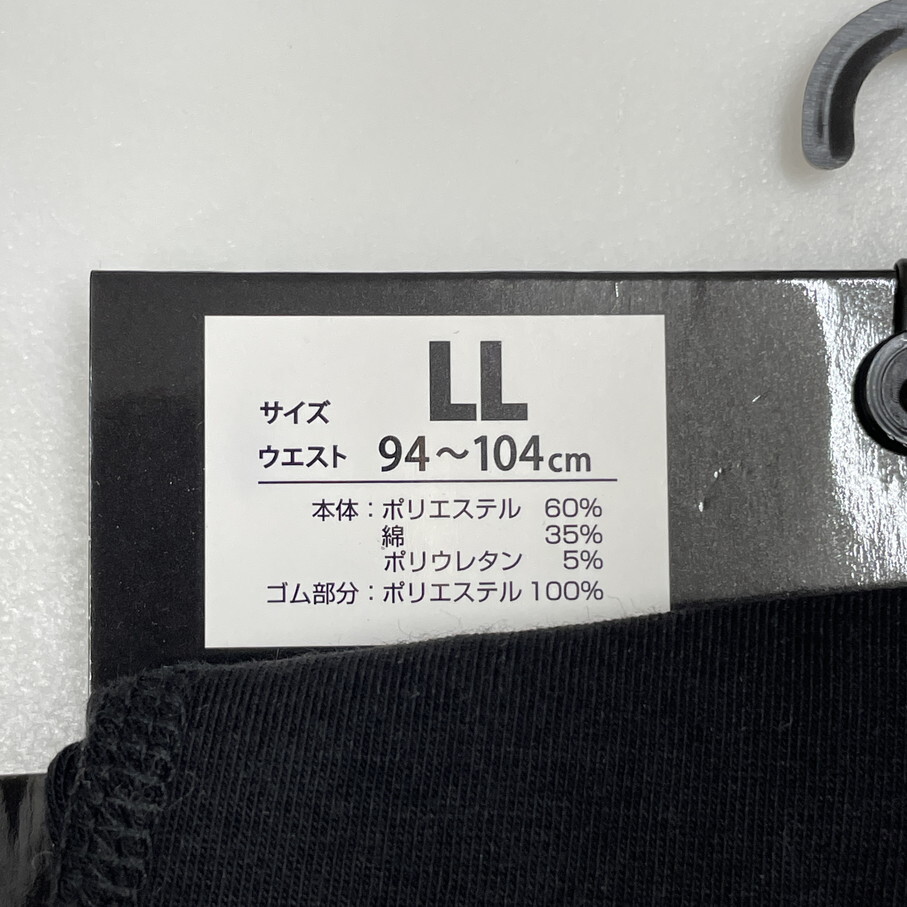 サイズ LL
ウエスト 94～104cm
本体：ポリエステル 60%
綿 35%
ポリウレタン 5%
ゴム部分：ポリエステル 100%